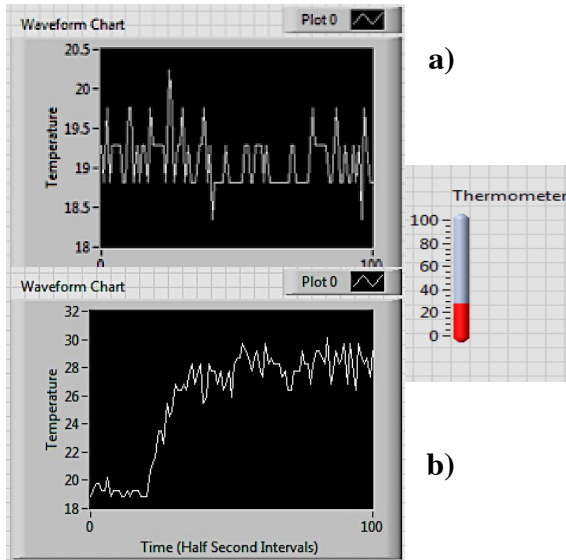 Waveform Chart
Plot 0
20.5
20
19.5
19
18.5
18
Temperature
0
100
a)
Thermometer
100
80
60
40
20
0
Waveform Chart
Plot 0
32
30
28
26
24
22
20
18
Temperature
0
100
Time (Half Second Intervals)
b)